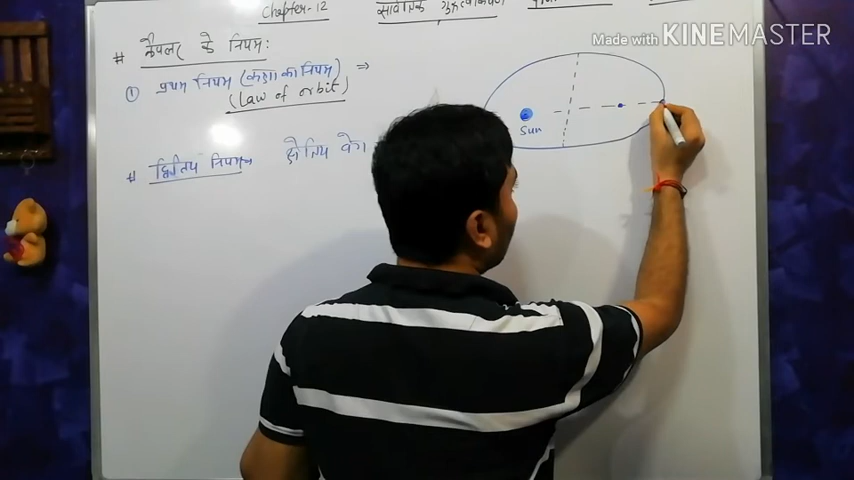 Chapter-12 सार्वत्रिक गुरुत्वाकर्षण
Made with KINEMASTER
# कैपलर के नियम:
① प्रथम नियम (कक्षा का नियम) ⇒
(Law of orbit)
Sun
# द्वितिय नियम⇒ क्षेत्रिय वेग